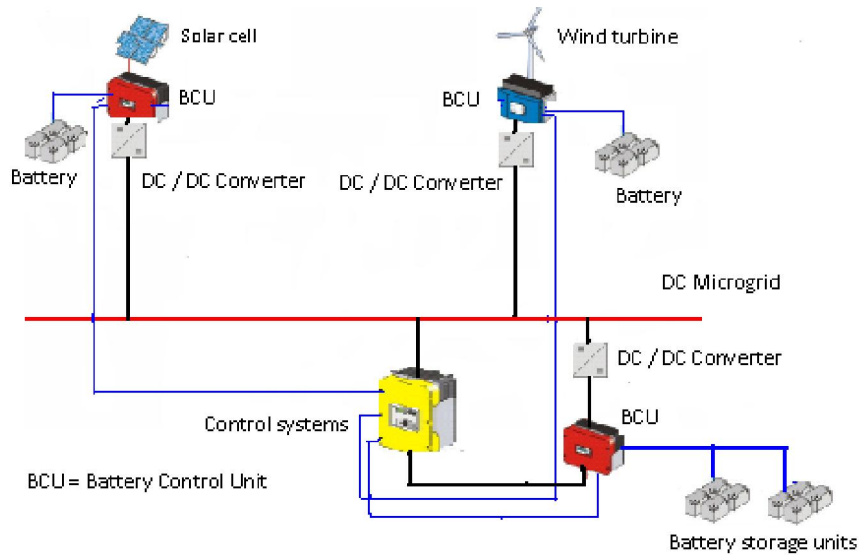 Solar cell
Wind turbine
BCU
BCU
Battery
DC / DC Converter
DC / DC Converter
Battery
DC Microgrid
DC / DC Converter
Control systems
BCU
BCU = Battery Control Unit
Battery storage units